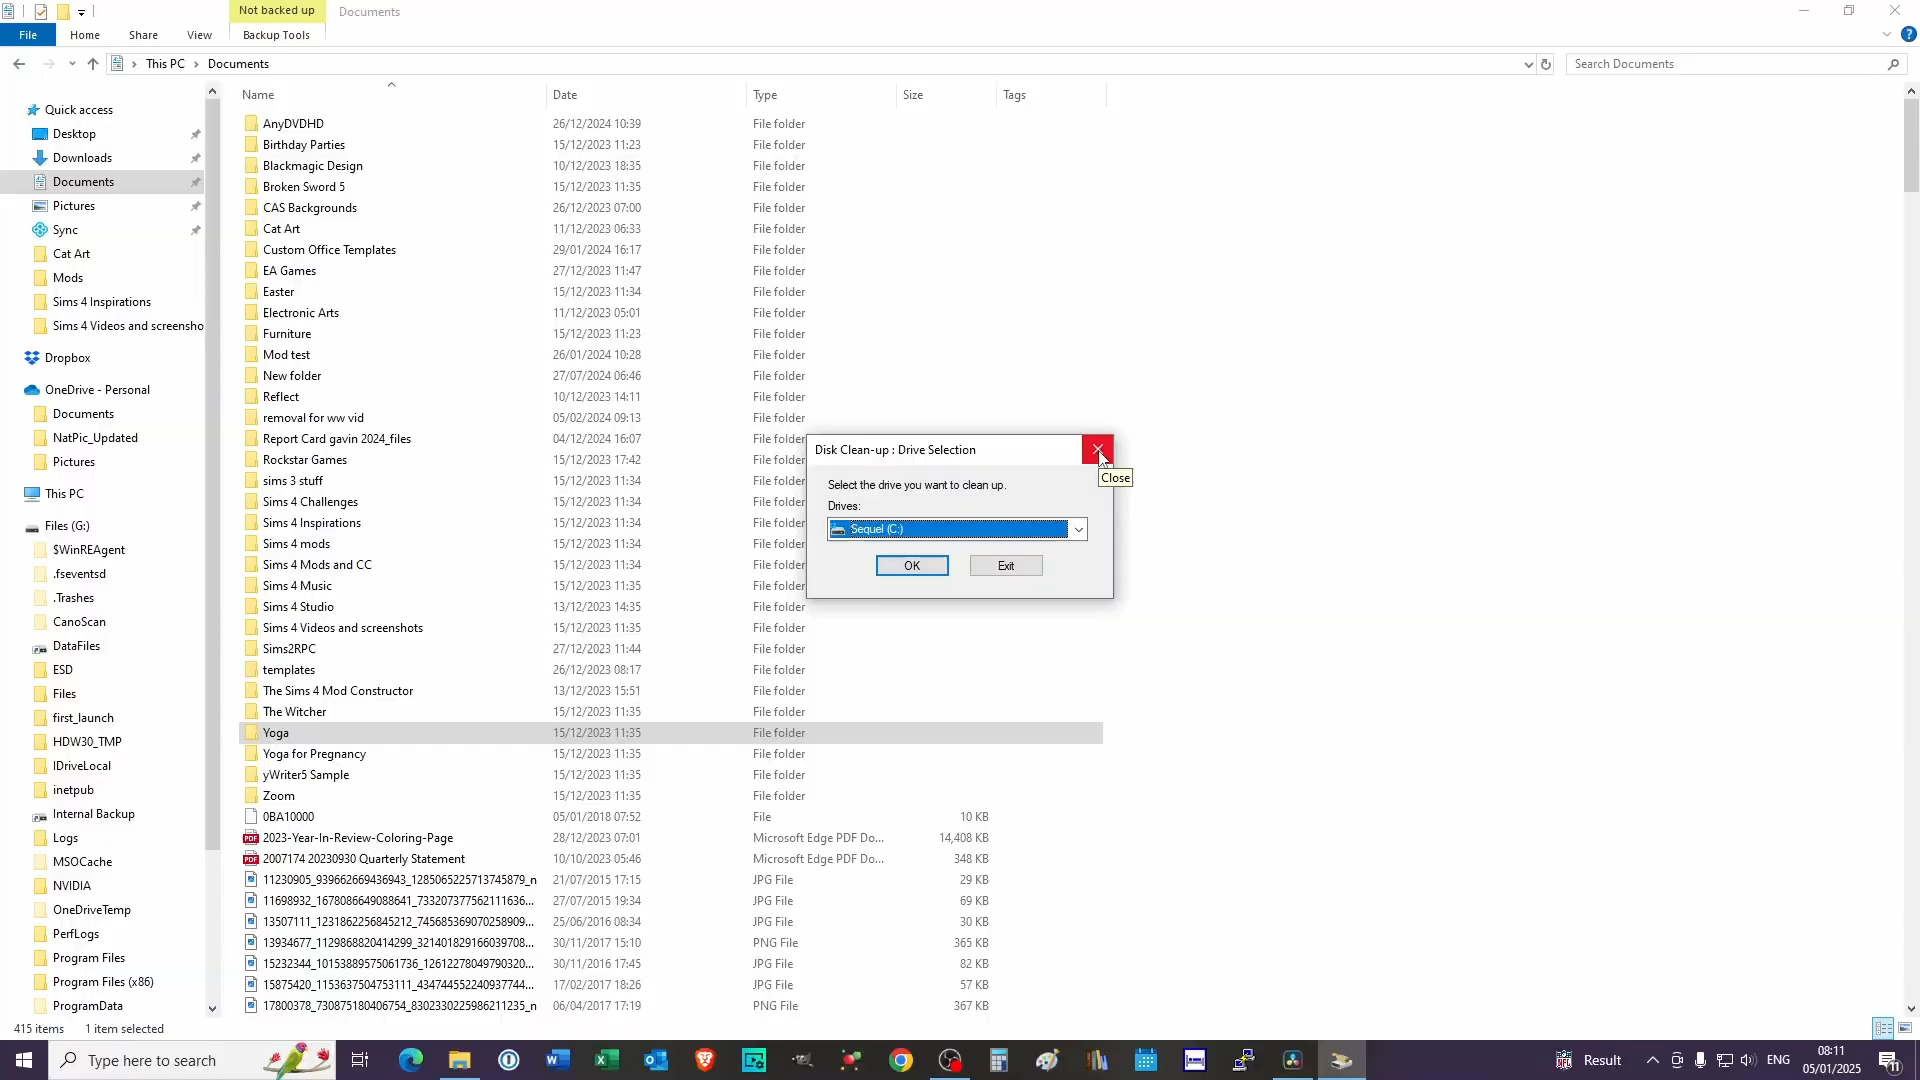 Not backed up
Documents
File
Home
Share
View
Backup Tools
This PC
Documents
Search Documents
Quick access
Desktop
Downloads
Documents
Pictures
Sync
Cat Art
Mods
Sims 4 Inspirations
Sims 4 Videos and screensho
Dropbox
OneDrive - Personal
Documents
NatPic_Updated
Pictures
This PC
Files (G:)
$WinREAgent
.fseventsd
.Trashes
CanoScan
DataFiles
ESD
Files
first_launch
HDW30_TMP
IDriveLocal
inetpub
Internal Backup
Logs
MSOCache
NVIDIA
OneDriveTemp
PerfLogs
Program Files
Program Files (x86)
ProgramData
Name Date Type Size Tags
AnyDVDHD 26/12/2024 10:39 File folder
Birthday Parties 15/12/2023 11:23 File folder
Blackmagic Design 10/12/2023 18:35 File folder
Broken Sword 5 15/12/2023 11:35 File folder
CAS Backgrounds 26/12/2023 07:00 File folder
Cat Art 11/12/2023 06:33 File folder
Custom Office Templates 29/01/2024 16:17 File folder
EA Games 27/12/2023 11:47 File folder
Easter 15/12/2023 11:34 File folder
Electronic Arts 11/12/2023 05:01 File folder
Furniture 15/12/2023 11:23 File folder
Mod test 26/01/2024 10:28 File folder
New folder 27/07/2024 06:46 File folder
Reflect 10/12/2023 14:11 File folder
removal for ww vid 05/02/2024 09:13 File folder
Report Card gavin 2024_files 04/12/2024 16:07 File folder
Rockstar Games 15/12/2023 17:42 File folder
sims 3 stuff 15/12/2023 11:34 File folder
Sims 4 Challenges 15/12/2023 11:34 File folder
Sims 4 Inspirations 15/12/2023 11:34 File folder
Sims 4 mods 15/12/2023 11:34 File folder
Sims 4 Mods and CC 15/12/2023 11:34 File folder
Sims 4 Music 15/12/2023 11:34 File folder
Sims 4 Studio 13/12/2023 14:35 File folder
Sims 4 Videos and screenshots 15/12/2023 11:35 File folder
Sims2RPC 27/12/2023 11:44 File folder
templates 26/12/2023 08:17 File folder
The Sims 4 Mod Constructor 13/12/2023 15:51 File folder
The Witcher 15/12/2023 11:35 File folder
Yoga 15/12/2023 11:35 File folder
Yoga for Pregnancy 15/12/2023 11:35 File folder
yWriter5 Sample 15/12/2023 11:35 File folder
Zoom 15/12/2023 11:35 File folder
0BA10000 05/01/2018 07:52 File 10 KB
2023-Year-In-Review-Coloring-Page 28/12/2023 07:01 Microsoft Edge PDF Do... 14,408 KB
2007174 20230930 Quarterly Statement 10/10/2023 05:46 Microsoft Edge PDF Do... 348 KB
11230905_939662669436943_1285065225713745879_n 21/07/2015 17:15 JPG File 29 KB
11698932_1678086649088641_733207377562111636... 27/07/2015 19:34 JPG File 69 KB
13507111_1231862256845212_745685369070258909... 25/06/2016 08:34 JPG File 30 KB
13934677_1129868820414299_321401829166039708... 30/11/2017 15:10 PNG File 365 KB
15232344_10153889575061736_12612278049790320... 30/11/2016 17:45 JPG File 82 KB
15875420_1153637504753111_434744552240937744... 17/02/2017 18:26 JPG File 57 KB
17800378_730875180406754_8302330225986211235_n 06/04/2017 17:19 PNG File 367 KB
Disk Clean-up : Drive Selection
Close
Select the drive you want to clean up.
Drives:
Sequel (C:)
OK
Exit
415 items 1 item selected
Type here to search
Result
ENG
08:11
05/01/2025
11